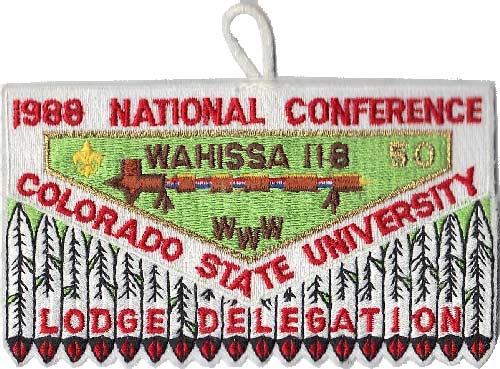 1988 NATIONAL CONFERENCE
WAHISSA 118 50
WWW
COLORADO STATE UNIVERSITY
LODGE DELEGATION